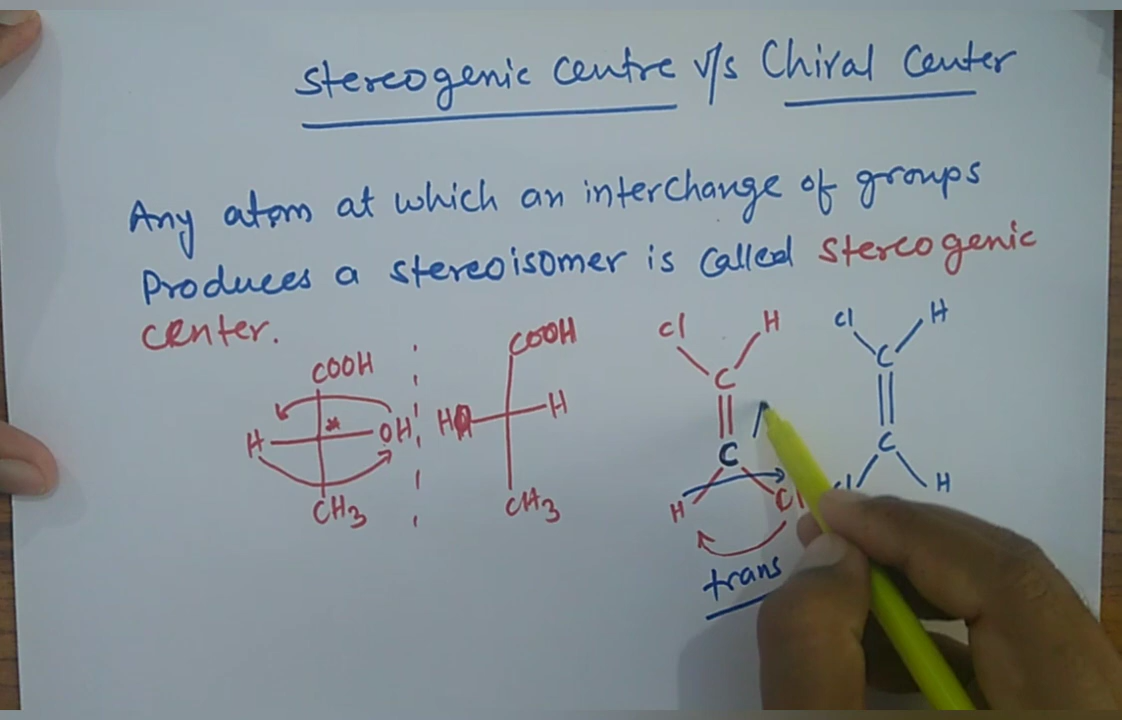 Stereogenic Centre v/s Chiral Center
Any atom at which an interchange of groups
Produces a stereoisomer is called stereogenic
center.
COOH
H * OH
CH3
COOH
H
CH3
Cl H
C
C
H Cl
trans
Cl H
C
C
H